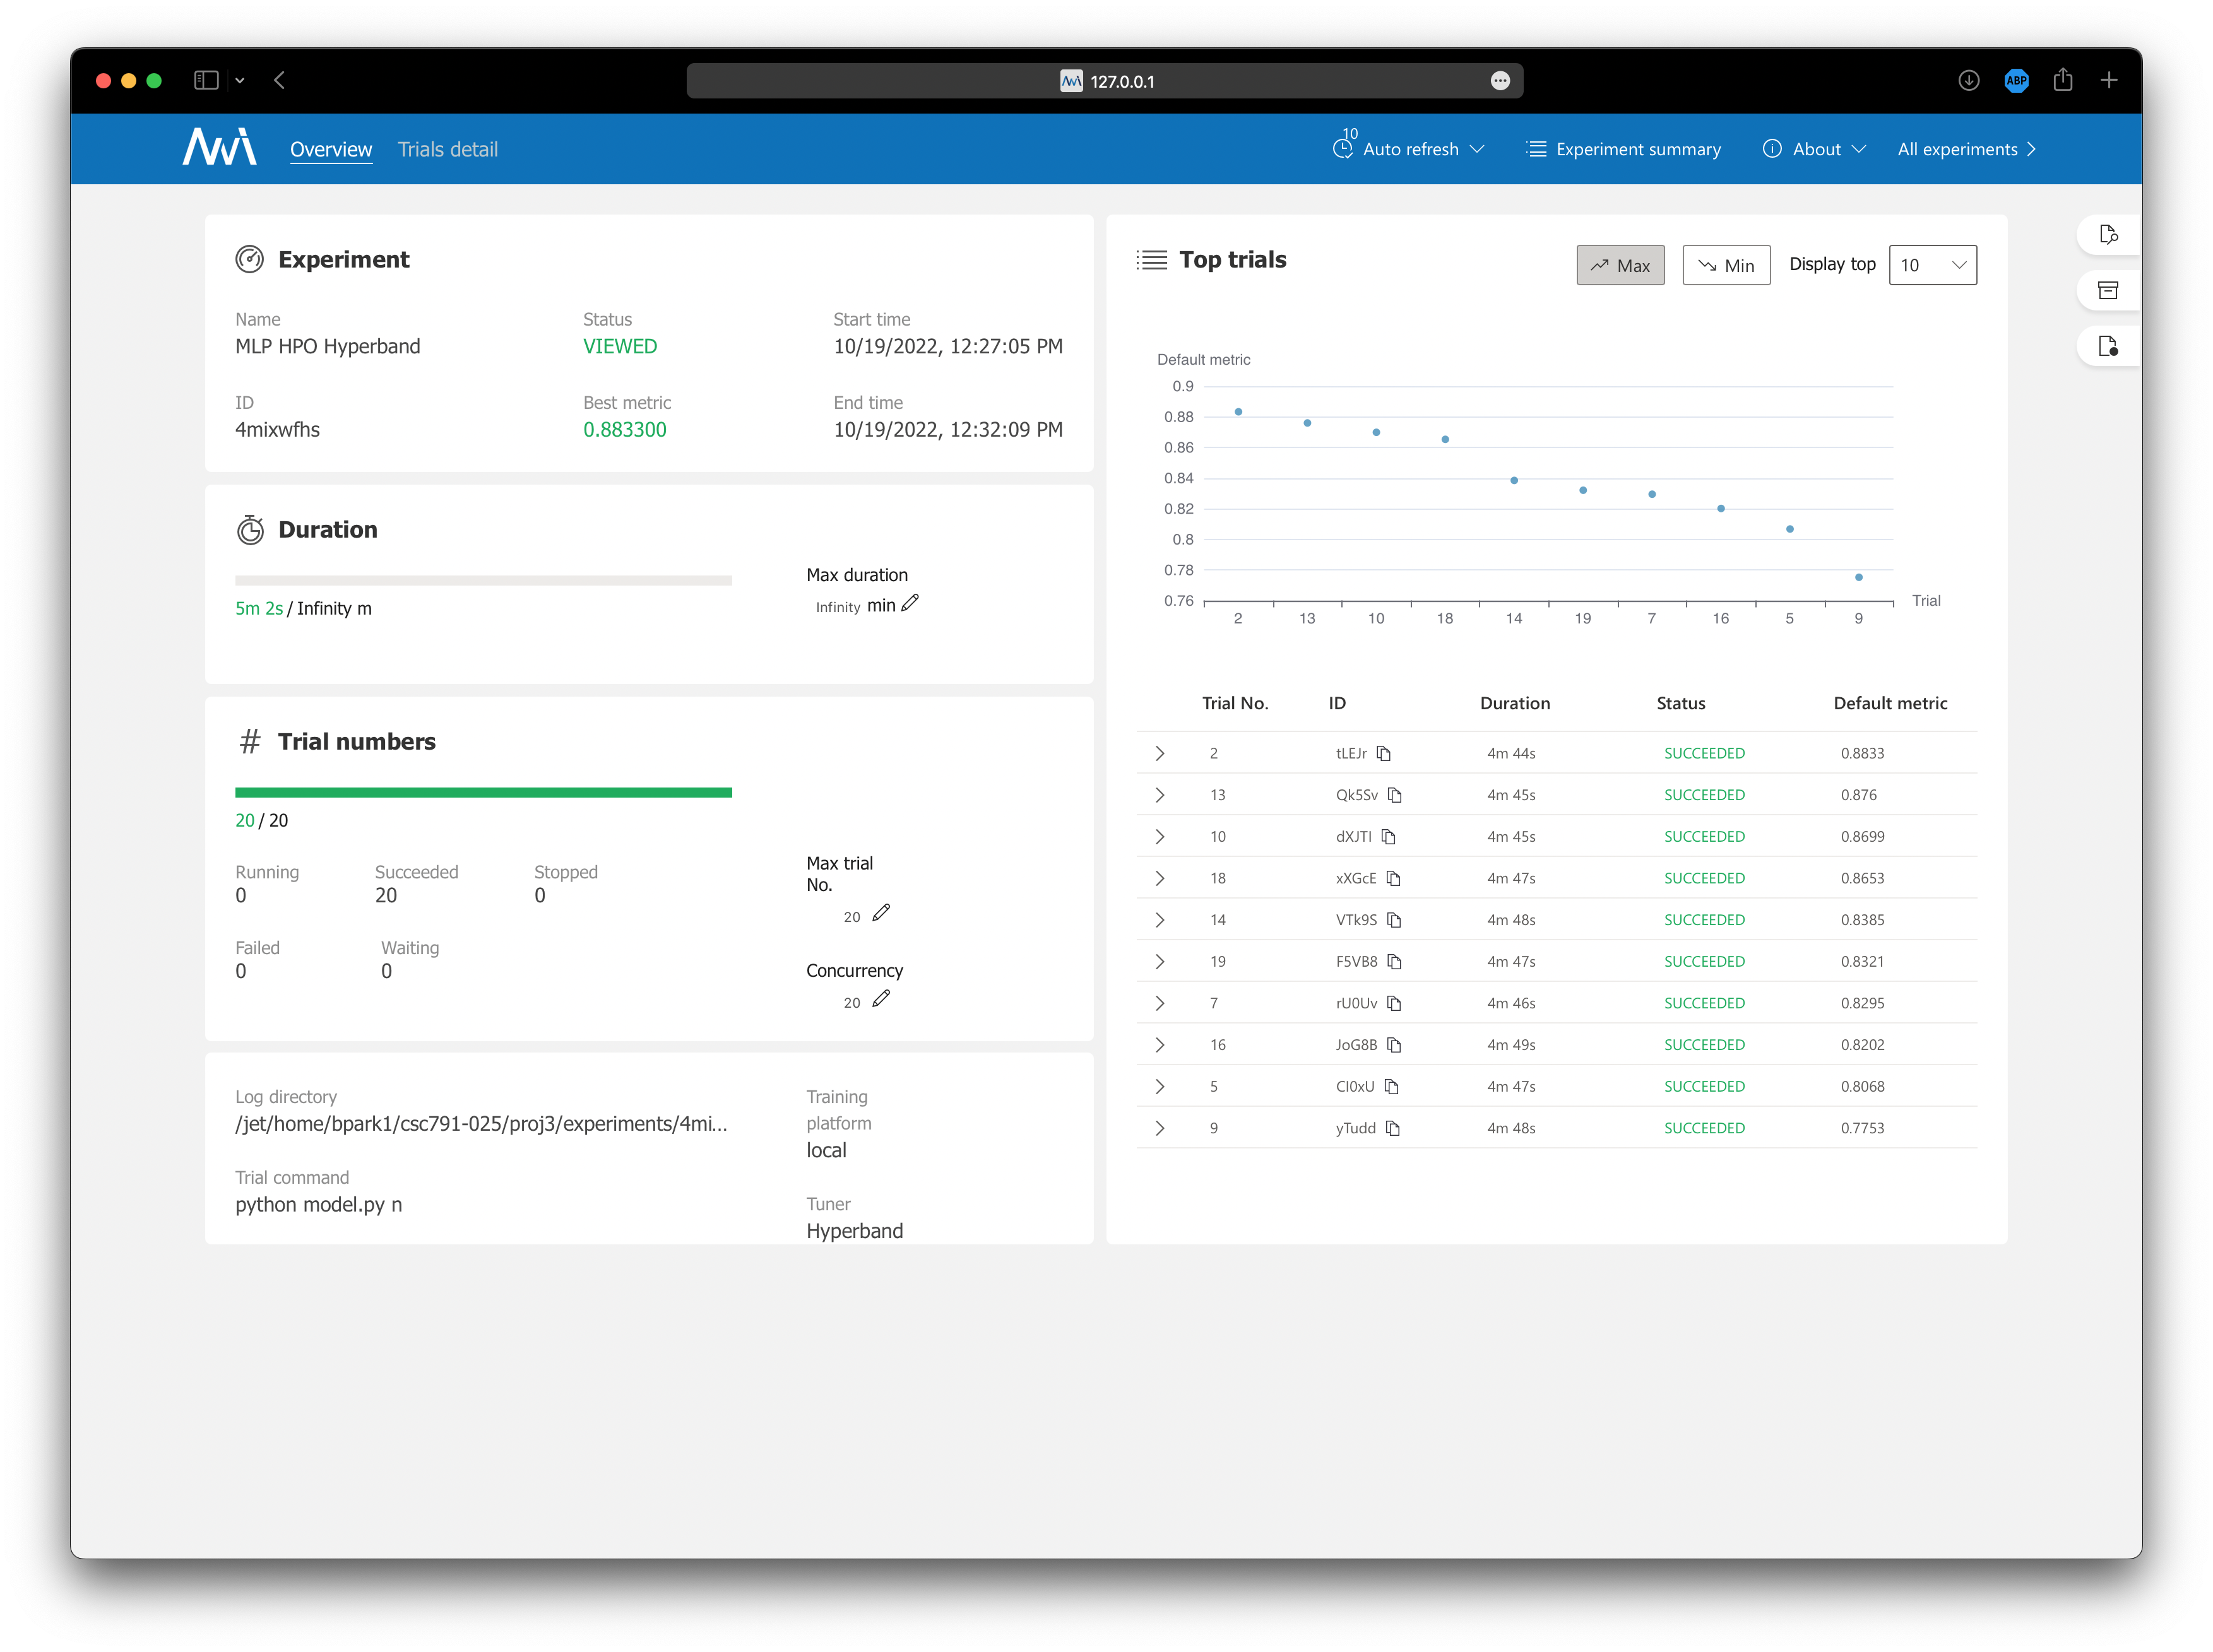 127.0.0.1
ABP
Overview
Trials detail
10
Auto refresh
Experiment summary
About
All experiments
Experiment
Name
MLP HPO Hyperband
Status
VIEWED
Start time
10/19/2022, 12:27:05 PM
ID
4mixwfhs
Best metric
0.883300
End time
10/19/2022, 12:32:09 PM
Duration
5m 2s / Infinity m
Max duration
Infinity min
# Trial numbers
20 / 20
Running
0
Succeeded
20
Stopped
0
Failed
0
Waiting
0
Max trial
No.
20
Concurrency
20
Log directory
/jet/home/bpark1/csc791-025/proj3/experiments/4mi...
Trial command
python model.py n
Training
platform
local
Tuner
Hyperband
Top trials
Max
Min
Display top
10
Default metric
0.9
0.88
0.86
0.84
0.82
0.8
0.78
0.76
2 13 10 18 14 19 7 16 5 9
Trial
Trial No. ID Duration Status Default metric
2 tLEJr 4m 44s SUCCEEDED 0.8833
13 Qk5Sv 4m 45s SUCCEEDED 0.876
10 dXJTI 4m 45s SUCCEEDED 0.8699
18 xXGcE 4m 47s SUCCEEDED 0.8653
14 VTk9S 4m 48s SUCCEEDED 0.8385
19 F5VB8 4m 47s SUCCEEDED 0.8321
7 rU0Uv 4m 46s SUCCEEDED 0.8295
16 JoG8B 4m 49s SUCCEEDED 0.8202
5 CI0xU 4m 47s SUCCEEDED 0.8068
9 yTudd 4m 48s SUCCEEDED 0.7753